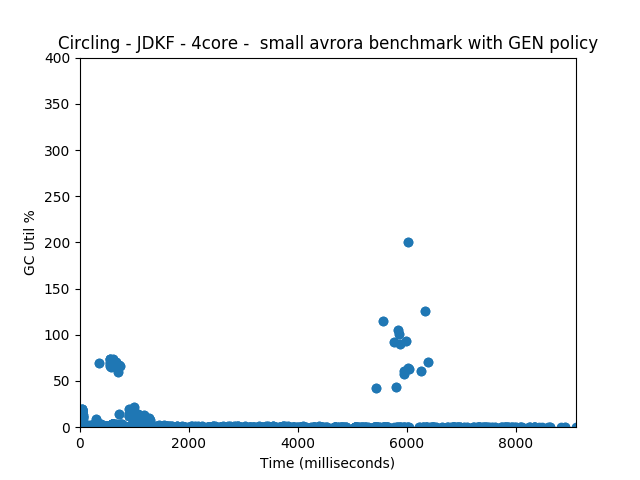 Circling - JDKF - 4core -  small avrora benchmark with GEN policy
400
350
300
250
200
150
100
50
0
GC Util %
0 2000 4000 6000 8000
Time (milliseconds)